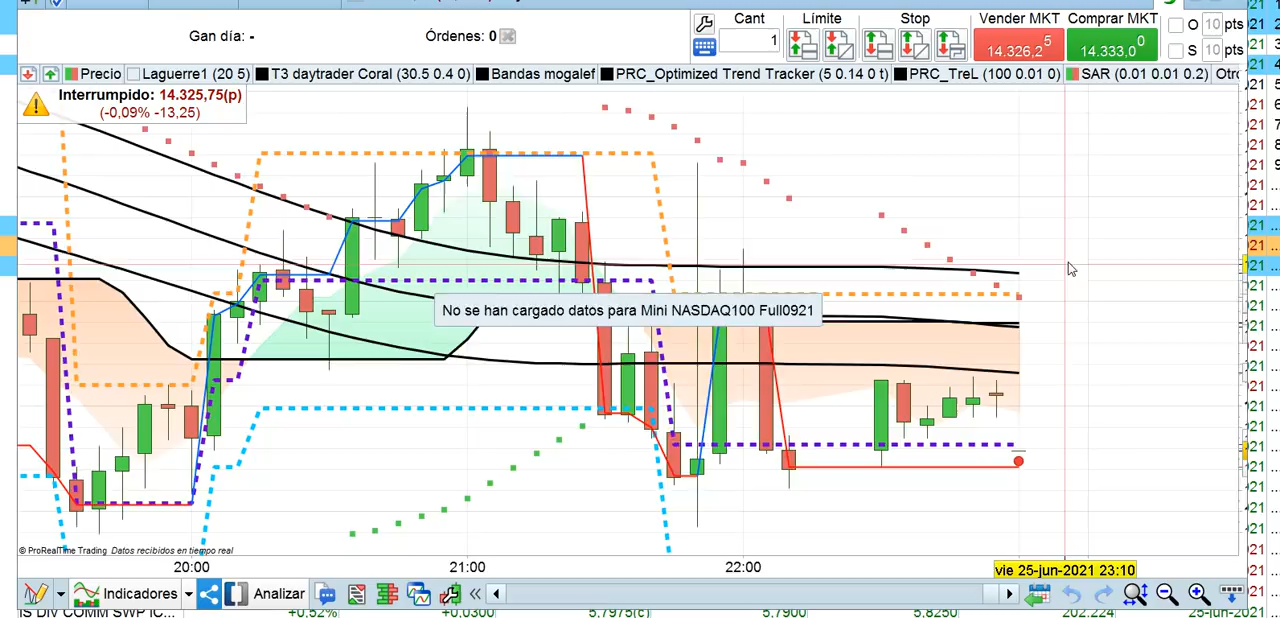 Gan día: -
Órdenes: 0
Cant
1
Límite
Stop
Vender MKT
14.326,2 5
Comprar MKT
14.333,0 0
O 10 pts
S 10 pts
Precio
Laguerre (20 5)
T3 daytrader Coral (30.5 0.4 0)
Bandas mogalef
PRC_Optimized Trend Tracker (5 0.14 0 t)
PRC_TreL (100 0.01 0)
SAR (0.01 0.01 0.2)
Otro
Interrumpido: 14.325,75(p)
(-0,09% -13,25)
No se han cargado datos para Mini NASDAQ100 Full0921
© ProRealTime Trading Datos recibidos en tiempo real
20:00
21:00
22:00
vie 25-jun-2021 23:10
Indicadores
Analizar
+0.52%
+0.0300
5.7975(c)
5.7900
5.8250
202.224
25-jun-2021